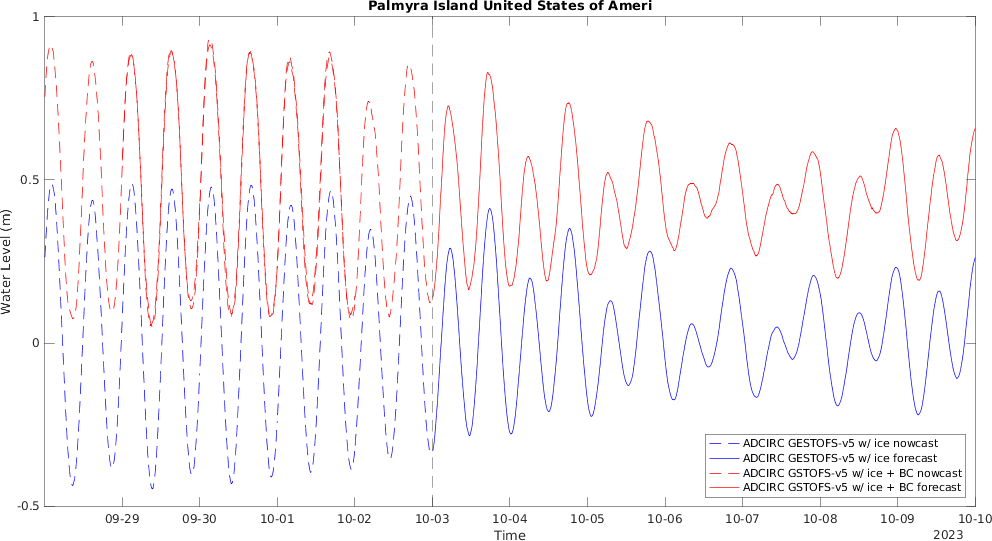 Palmyra Island United States of Ameri
Water Level (m)
1
0.5
0
-0.5
09-29 09-30 10-01 10-02 10-03 10-04 10-05 10-06 10-07 10-08 10-09 10-10
Time
2023
ADCIRC GESTOFS-v5 w/ ice nowcast
ADCIRC GESTOFS-v5 w/ ice forecast
ADCIRC GSTOFS-v5 w/ ice + BC nowcast
ADCIRC GSTOFS-v5 w/ ice + BC forecast